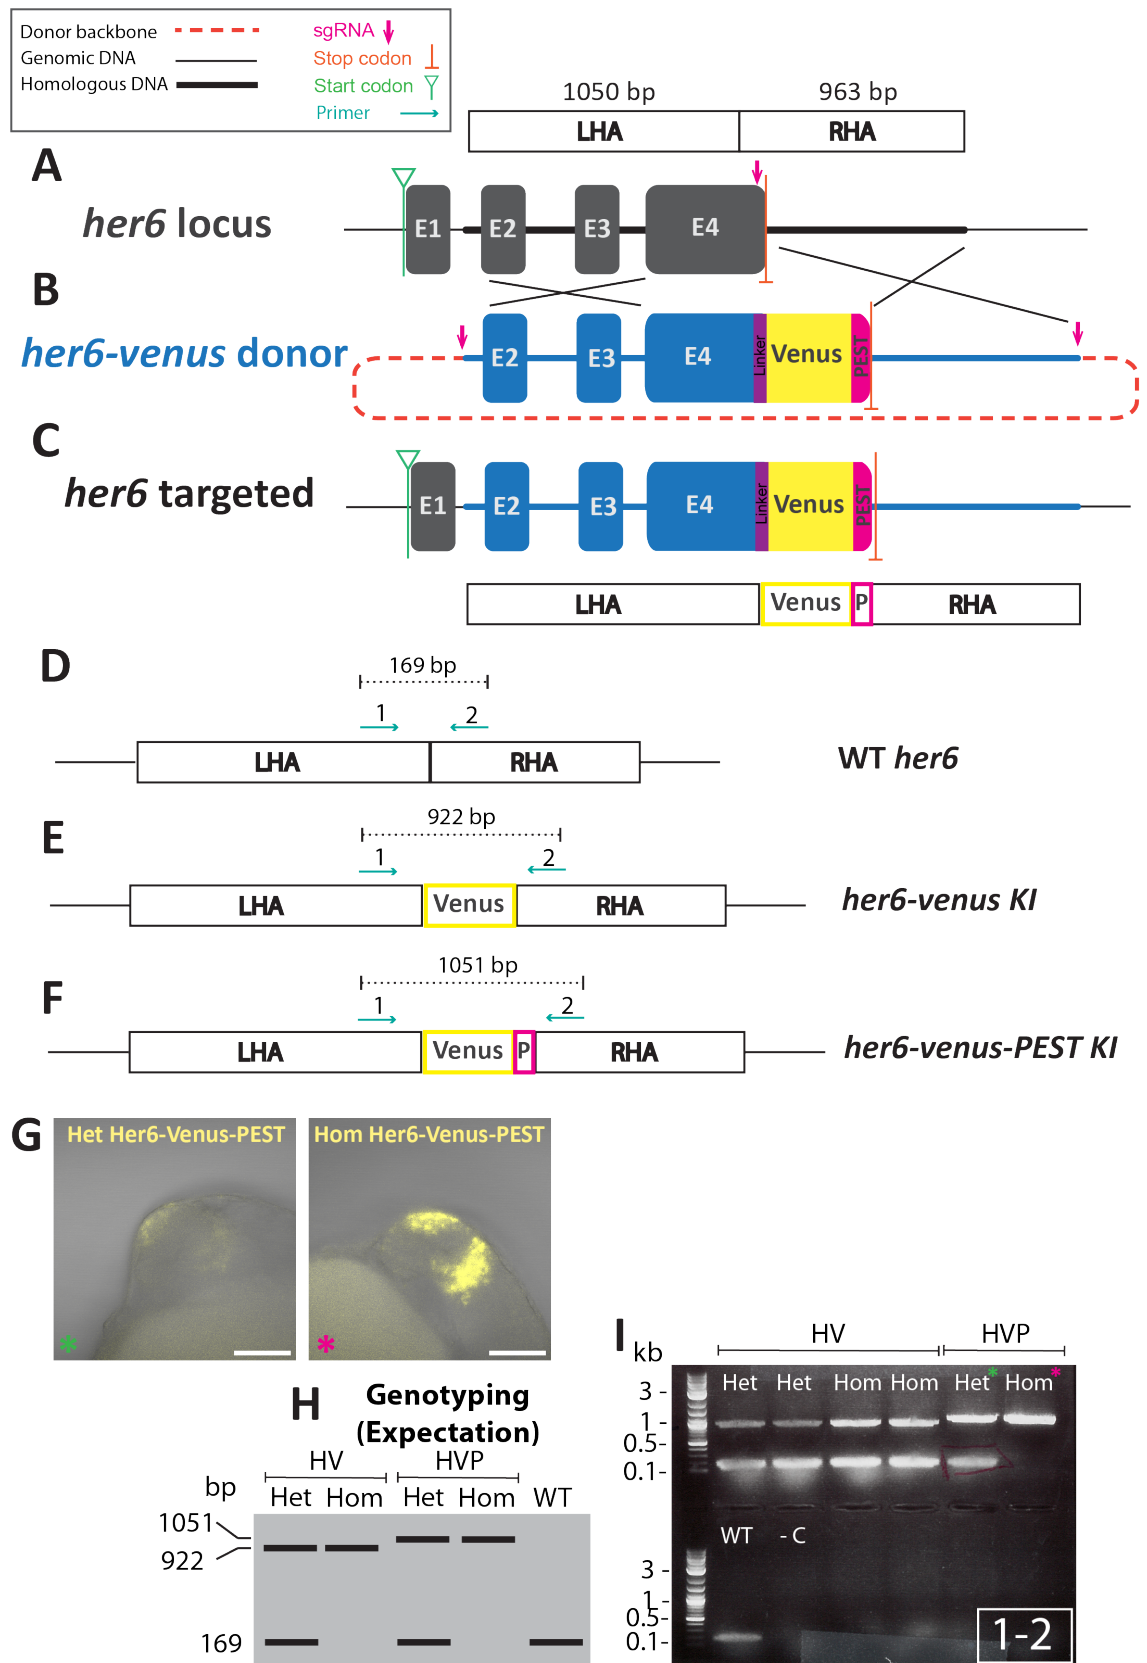 Donor backbone
Genomic DNA
Homologous DNA
sgRNA
Stop codon
Start codon
Primer
1050 bp 963 bp
LHA RHA
A
her6 locus
E1 E2 E3 E4
B
her6-venus donor
E2 E3 E4 Linker Venus PEST
C
her6 targeted
E1 E2 E3 E4 Linker Venus PEST
LHA Venus P RHA
D
169 bp
1 2
LHA RHA
WT her6
E
922 bp
1 2
LHA Venus RHA
her6-venus KI
F
1051 bp
1 2
LHA Venus P RHA
her6-venus-PEST KI
G
Het Her6-Venus-PEST
*
Hom Her6-Venus-PEST
*
H
Genotyping
(Expectation)
HV HVP
bp Het Hom Het Hom WT
1051
922
169
I
HV HVP
kb
Het Het Hom Hom Het* Hom*
3 -
1 -
0.5-
0.1-
WT - C
3 -
1-
0.5-
0.1-
1-2